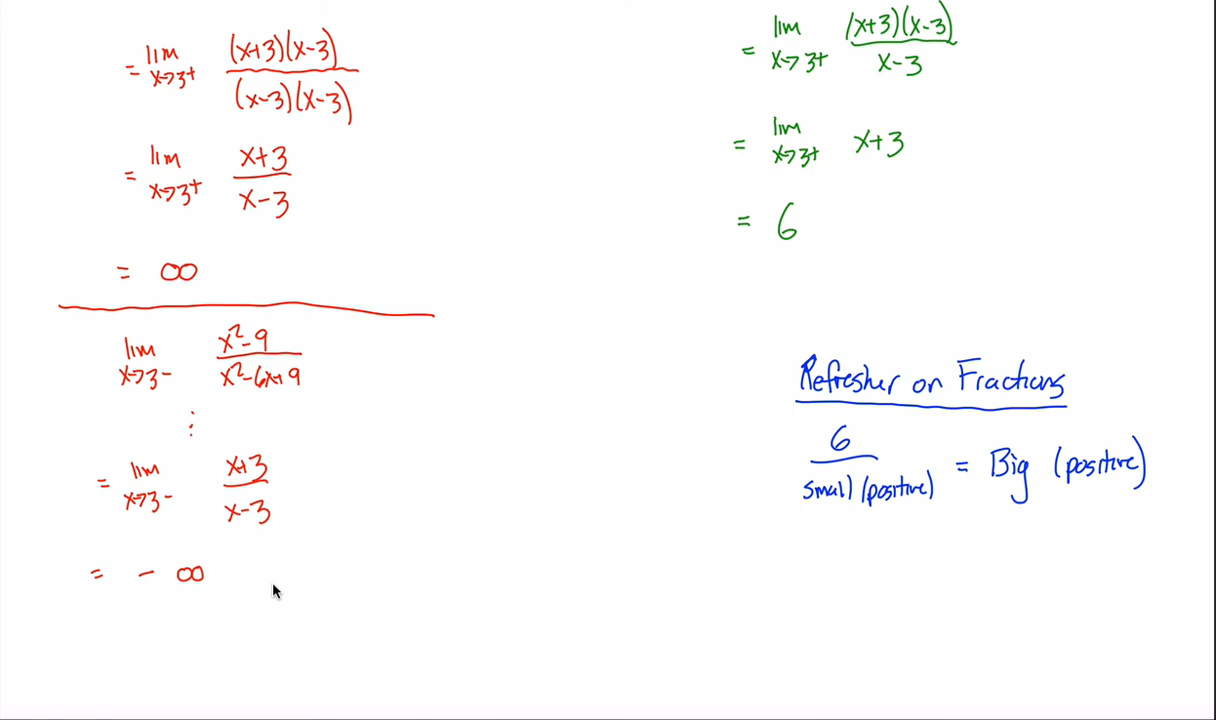 = lim x→3+ (x+3)(x-3) / (x-3)(x-3)
= lim x→3+ x+3 / x-3
= ∞
lim x→3- x²-9 / x²-6x+9
⋮
= lim x→3- x+3 / x-3
= - ∞
= lim x→3+ (x+3)(x-3) / x-3
= lim x→3+ x+3
= 6
Refresher on Fractions
6 / small (positive) = Big (positive)